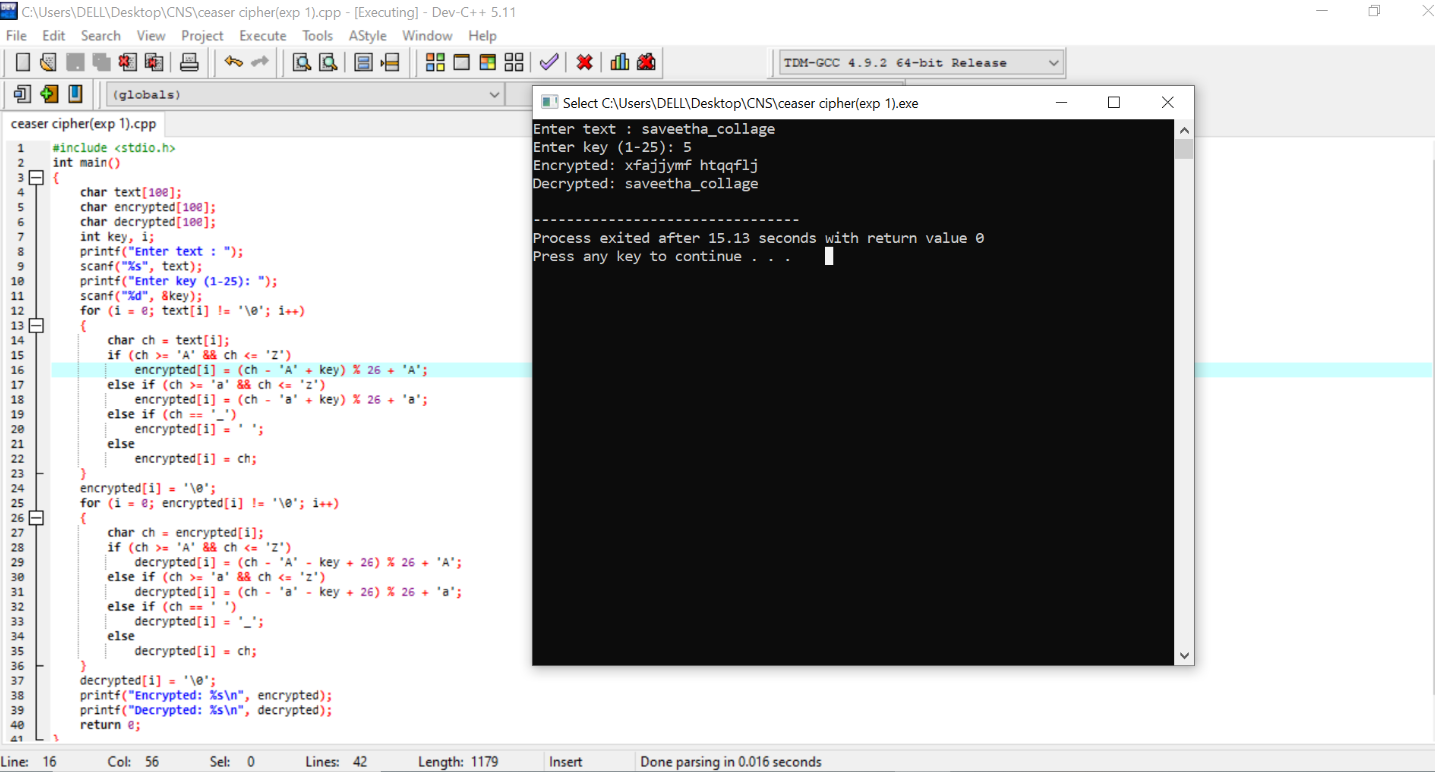 C:\Users\DELL\Desktop\CNS\ceaser cipher(exp 1).cpp - [Executing] - Dev-C++ 5.11
File Edit Search View Project Execute Tools AStyle Window Help
TDM-GCC 4.9.2 64-bit Release
(globals)
ceaser cipher(exp 1).cpp
1 #include <stdio.h>
2 int main()
3 {
4 char text[100];
5 char encrypted[100];
6 char decrypted[100];
7 int key, i;
8 printf("Enter text : ");
9 scanf("%s", text);
10 printf("Enter key (1-25): ");
11 scanf("%d", &key);
12 for (i = 0; text[i] != '\0'; i++)
13 {
14 char ch = text[i];
15 if (ch >= 'A' && ch <= 'Z')
16 encrypted[i] = (ch - 'A' + key) % 26 + 'A';
17 else if (ch >= 'a' && ch <= 'z')
18 encrypted[i] = (ch - 'a' + key) % 26 + 'a';
19 else if (ch == '_')
20 encrypted[i] = ' ';
21 else
22 encrypted[i] = ch;
23 }
24 encrypted[i] = '\0';
25 for (i = 0; encrypted[i] != '\0'; i++)
26 {
27 char ch = encrypted[i];
28 if (ch >= 'A' && ch <= 'Z')
29 decrypted[i] = (ch - 'A' - key + 26) % 26 + 'A';
30 else if (ch >= 'a' && ch <= 'z')
31 decrypted[i] = (ch - 'a' - key + 26) % 26 + 'a';
32 else if (ch == ' ')
33 decrypted[i] = '_';
34 else
35 decrypted[i] = ch;
36 }
37 decrypted[i] = '\0';
38 printf("Encrypted: %s\n", encrypted);
39 printf("Decrypted: %s\n", decrypted);
40 return 0;
41 }
Select C:\Users\DELL\Desktop\CNS\ceaser cipher(exp 1).exe
Enter text : saveetha_collage
Enter key (1-25): 5
Encrypted: xfajjymf htqqflj
Decrypted: saveetha_collage
--------------------------------
Process exited after 15.13 seconds with return value 0
Press any key to continue . . .
Line: 16 Col: 56 Sel: 0 Lines: 42 Length: 1179 Insert Done parsing in 0.016 seconds